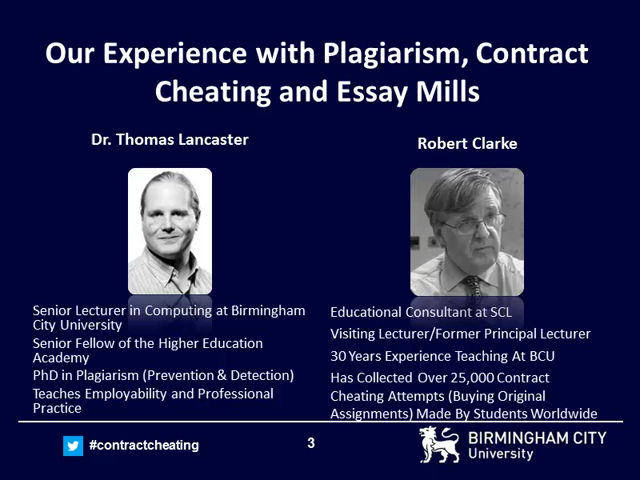 Our Experience with Plagiarism, Contract
Cheating and Essay Mills
Dr. Thomas Lancaster
Senior Lecturer in Computing at Birmingham
City University
Senior Fellow of the Higher Education
Academy
PhD in Plagiarism (Prevention & Detection)
Teaches Employability and Professional
Practice
Robert Clarke
Educational Consultant at SCL
Visiting Lecturer/Former Principal Lecturer
30 Years Experience Teaching At BCU
Has Collected Over 25,000 Contract
Cheating Attempts (Buying Original
Assignments) Made By Students Worldwide
#contractcheating
3
BIRMINGHAM CITY
University